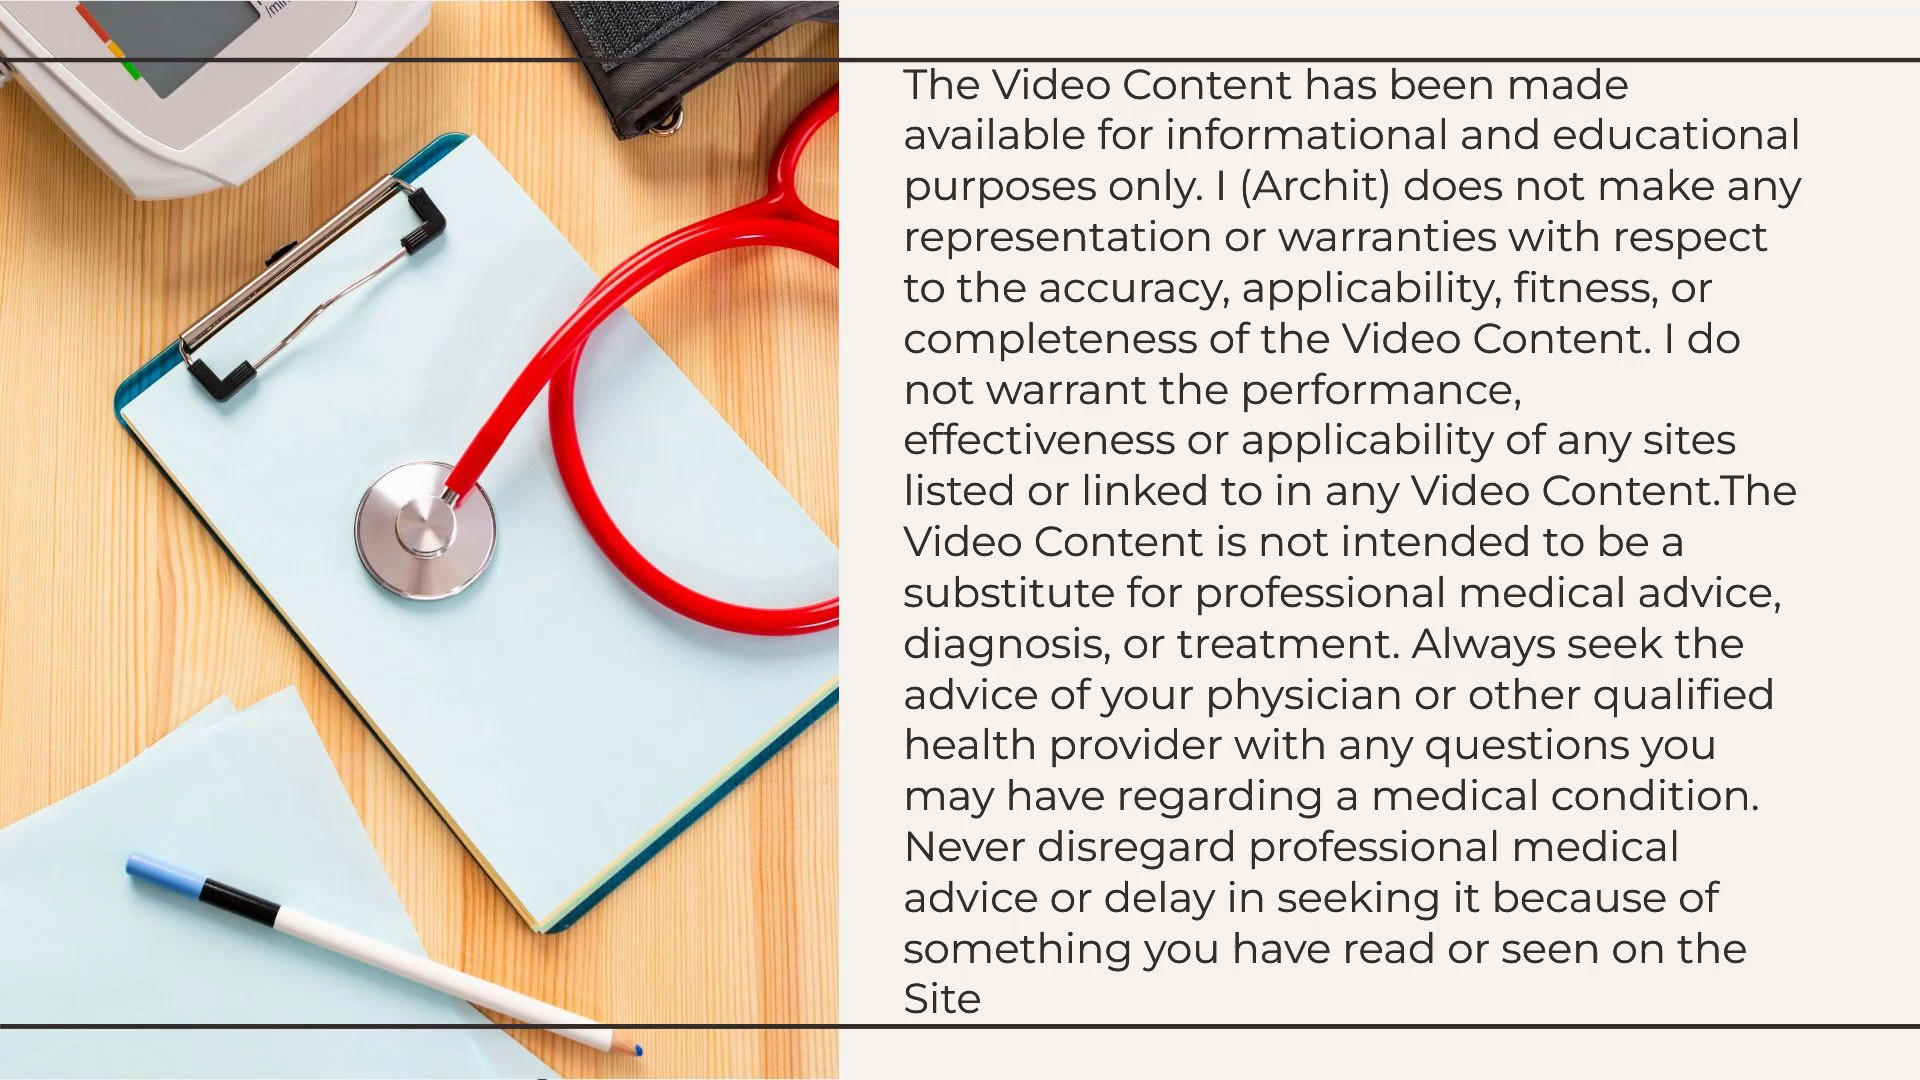 /min
The Video Content has been made
available for informational and educational
purposes only. I (Archit) does not make any
representation or warranties with respect
to the accuracy, applicability, fitness, or
completeness of the Video Content. I do
not warrant the performance,
effectiveness or applicability of any sites
listed or linked to in any Video Content.The
Video Content is not intended to be a
substitute for professional medical advice,
diagnosis, or treatment. Always seek the
advice of your physician or other qualified
health provider with any questions you
may have regarding a medical condition.
Never disregard professional medical
advice or delay in seeking it because of
something you have read or seen on the
Site